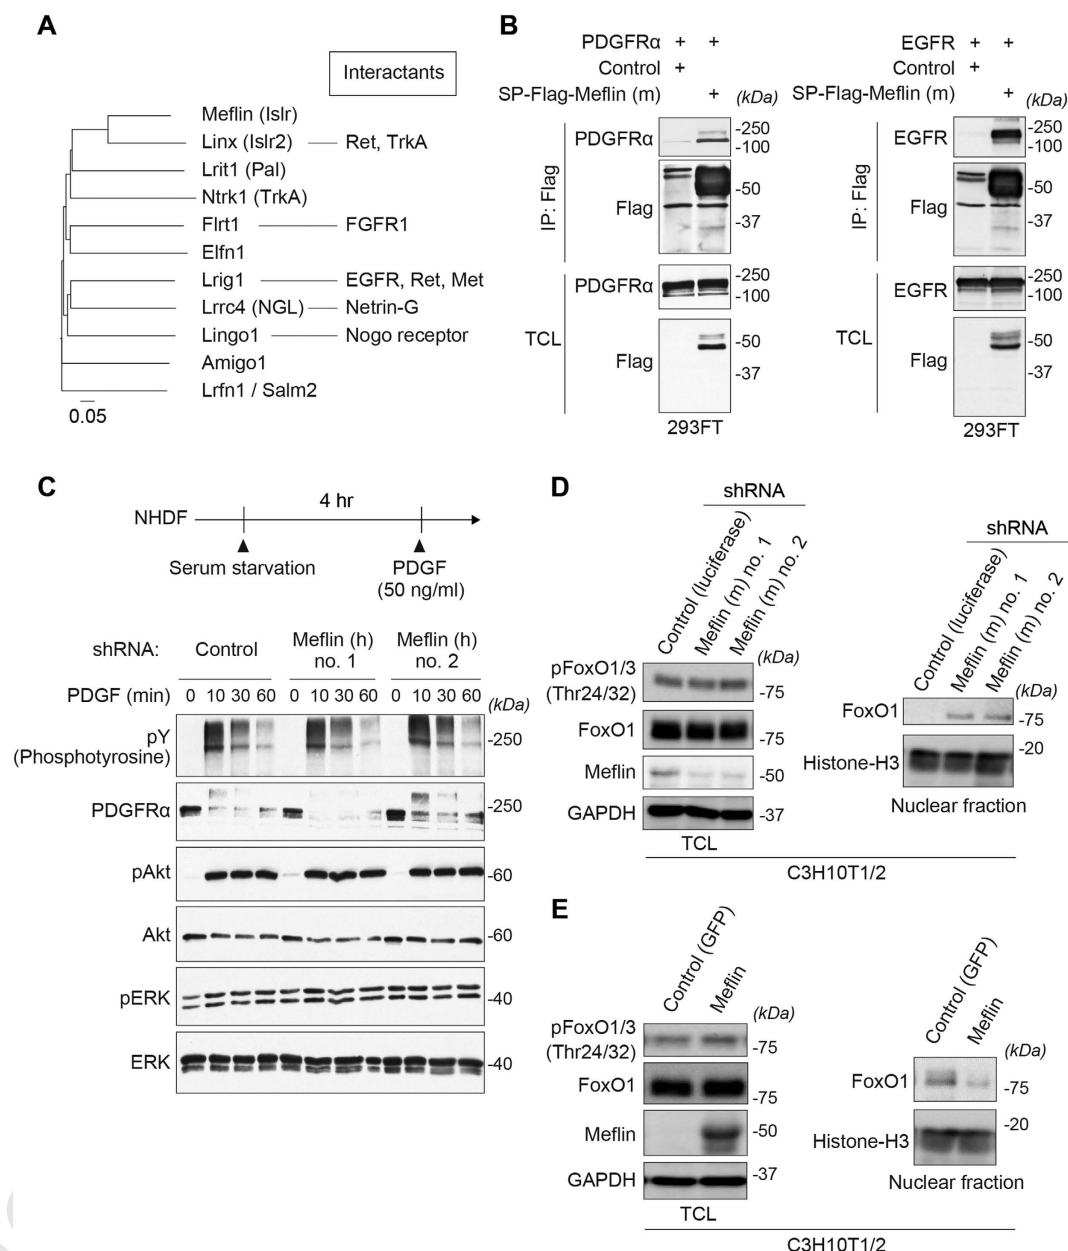 A
Interactants
Meflin (Islr)
Linx (Islr2) Ret, TrkA
Lrit1 (Pal)
Ntrk1 (TrkA)
Flrt1 FGFR1
Elfn1
Lrig1 EGFR, Ret, Met
Lrrc4 (NGL) Netrin-G
Lingo1 Nogo receptor
Amigo1
Lrfn1 / Salm2
0.05
B
PDGFRα + +
Control +
SP-Flag-Meflin (m) + (kDa)
IP: Flag
PDGFRα -250
-100
Flag -50
-37
TCL
PDGFRα -250
-100
Flag -50
-37
293FT
EGFR + +
Control +
SP-Flag-Meflin (m) + (kDa)
IP: Flag
EGFR -250
-100
Flag -50
-37
TCL
EGFR -250
-100
Flag -50
-37
293FT
C
4 hr
NHDF
Serum starvation PDGF
(50 ng/ml)
shRNA: Control Meflin (h) no. 1 Meflin (h) no. 2
PDGF (min) 0 10 30 60 0 10 30 60 0 10 30 60 (kDa)
pY
(Phosphotyrosine) -250
PDGFRα -250
pAkt -60
Akt -60
pERK -40
ERK -40
D
shRNA
Control (luciferase)
Meflin (m) no. 1
Meflin (m) no. 2
(kDa)
pFoxO1/3
(Thr24/32) -75
FoxO1 -75
Meflin -50
GAPDH -37
TCL
shRNA
Control (luciferase)
Meflin (m) no. 1
Meflin (m) no. 2
(kDa)
FoxO1 -75
Histone-H3 -20
Nuclear fraction
C3H10T1/2
E
Control (GFP)
Meflin
(kDa)
pFoxO1/3
(Thr24/32) -75
FoxO1 -75
Meflin -50
GAPDH -37
TCL
Control (GFP)
Meflin
(kDa)
FoxO1 -75
Histone-H3 -20
Nuclear fraction
C3H10T1/2